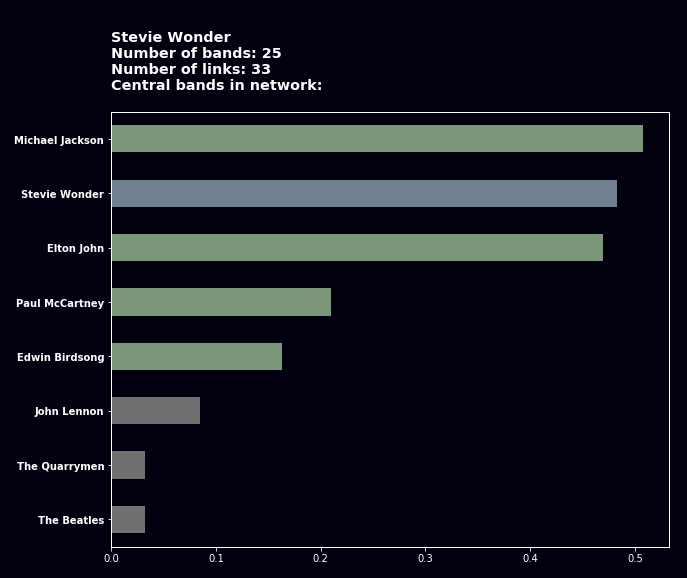 Stevie Wonder
Number of bands: 25
Number of links: 33
Central bands in network:
Michael Jackson
Stevie Wonder
Elton John
Paul McCartney
Edwin Birdsong
John Lennon
The Quarrymen
The Beatles
0.0 0.1 0.2 0.3 0.4 0.5